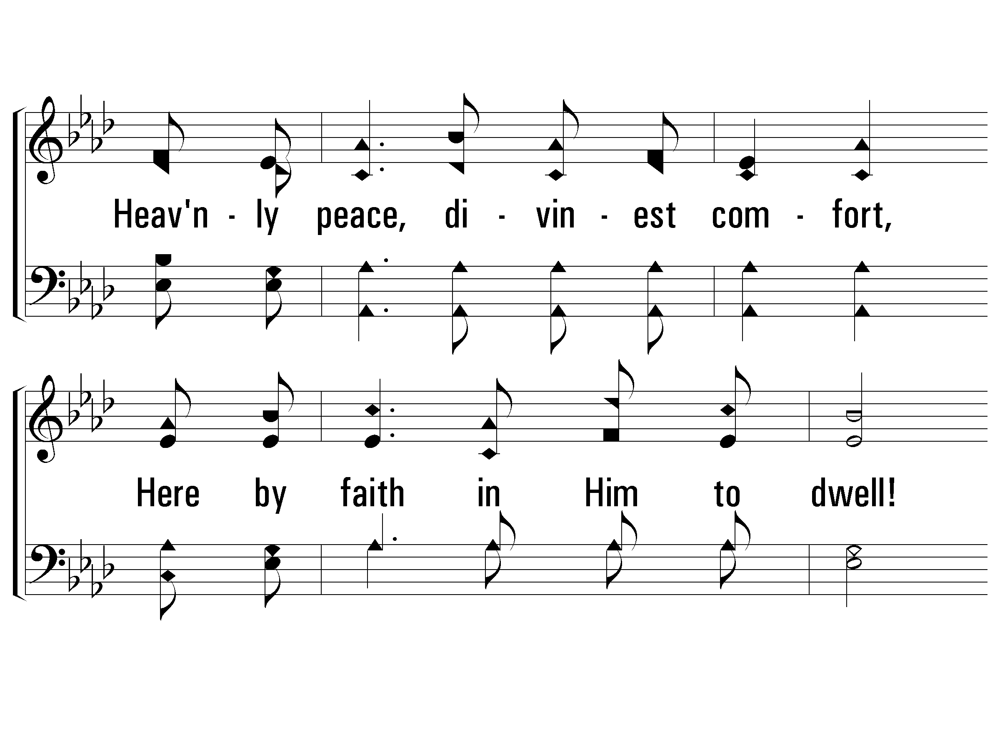 Heav'n - ly peace, di - vin - est com - fort,
Here by faith in Him to dwell!